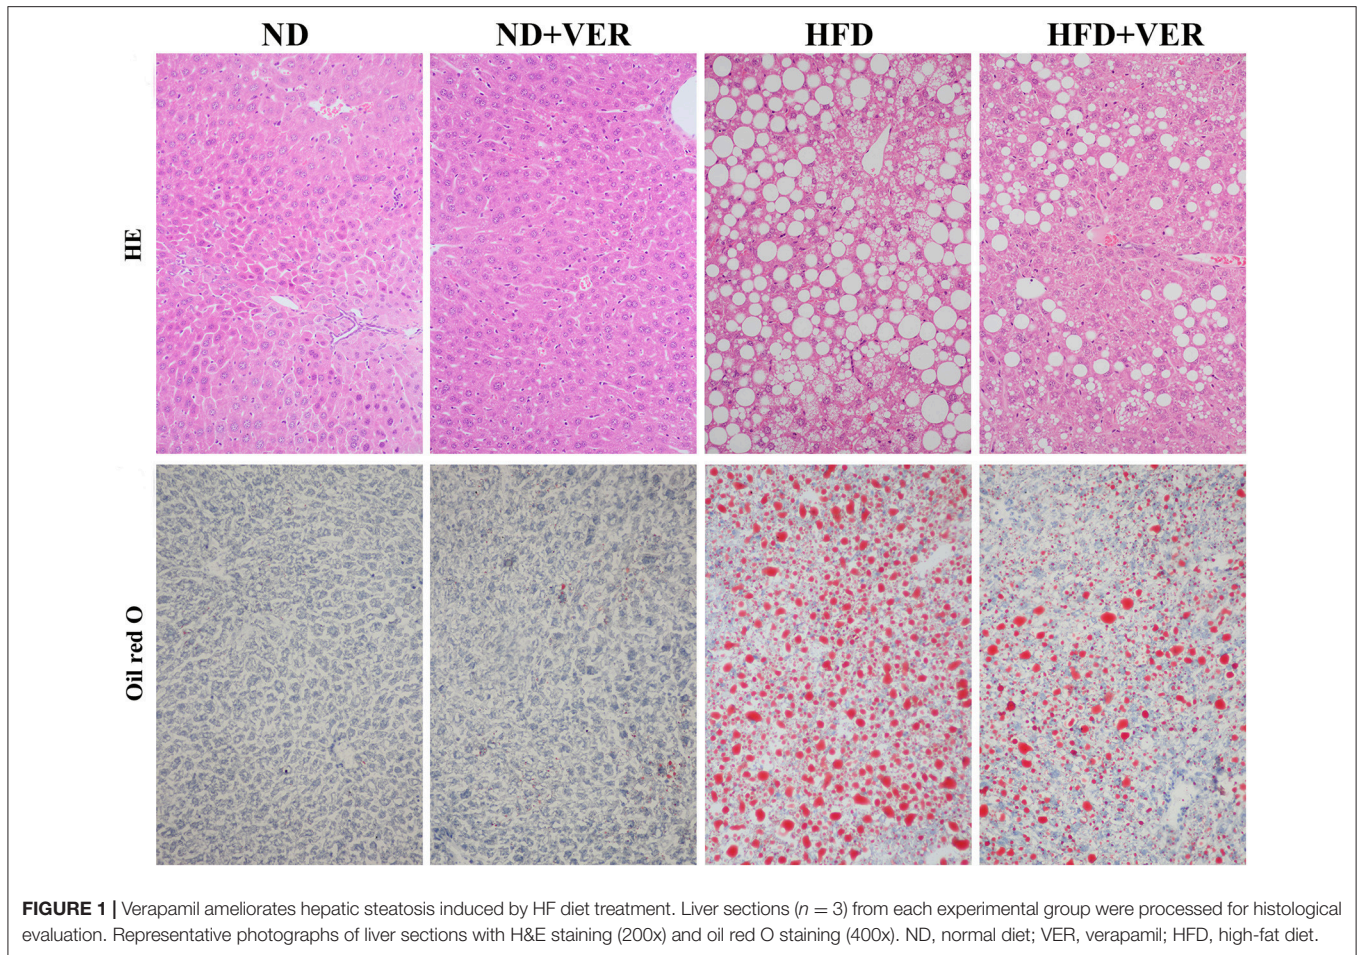 ND ND+VER HFD HFD+VER
HE
Oil red O
FIGURE 1 | Verapamil ameliorates hepatic steatosis induced by HF diet treatment. Liver sections (n = 3) from each experimental group were processed for histological
evaluation. Representative photographs of liver sections with H&E staining (200x) and oil red O staining (400x). ND, normal diet; VER, verapamil; HFD, high-fat diet.